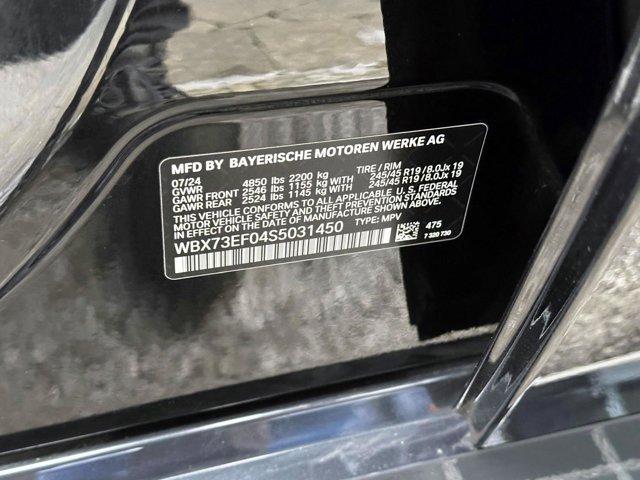 MFD BY BAYERISCHE MOTOREN WERKE AG
07/24 4850 lbs 2200 kg TIRE / RIM
GVWR
GAWR FRONT 2546 lbs 1155 kg WITH 245/45 R19 / 8.0Jx 19
GAWR REAR 2524 lbs 1145 kg WITH 245/45 R19 / 8.0Jx 19
THIS VEHICLE CONFORMS TO ALL APPLICABLE U.S. FEDERAL
MOTOR VEHICLE SAFETY AND THEFT PREVENTION STANDARDS
IN EFFECT ON THE DATE OF MANUFACTURE SHOWN ABOVE.
WBX73EF04S5031450 TYPE: MPV
475
7 320 730